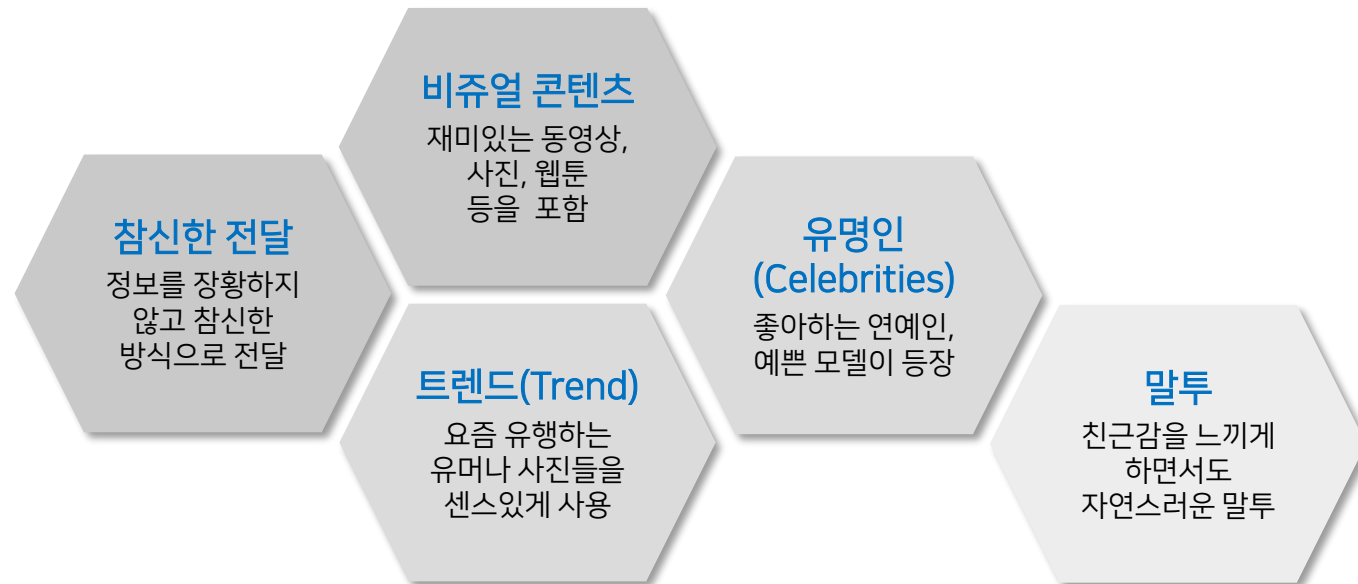 비쥬얼 콘텐츠
재미있는 동영상,
사진, 웹툰
등을 포함
참신한 전달
정보를 장황하지
않고 참신한
방식으로 전달
유명인
(Celebrities)
좋아하는 연예인,
예쁜 모델이 등장
트렌드(Trend)
요즘 유행하는
유머나 사진들을
센스있게 사용
말투
친근감을 느끼게
하면서도
자연스러운 말투